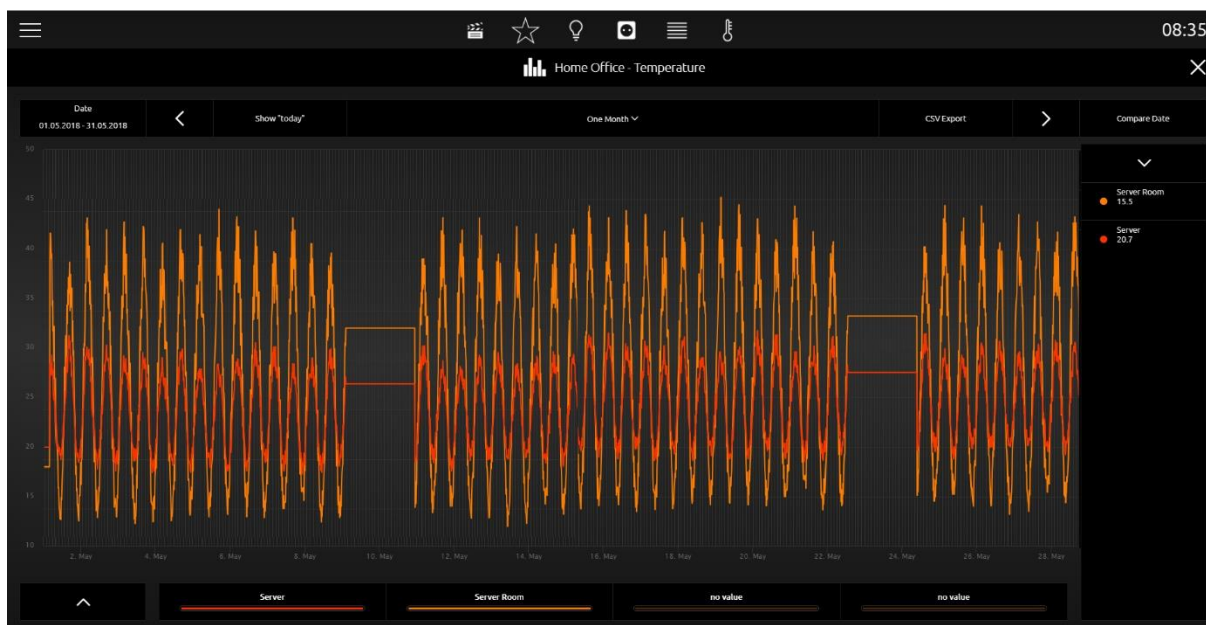 08:35
Home Office - Temperature
Date
01.05.2018 - 31.05.2018
Show "today"
One Month
CSV Export
Compare Date
50
45
40
35
30
25
20
15
10
2. May
4. May
6. May
8. May
10. May
12. May
14. May
16. May
18. May
20. May
22. May
24. May
26. May
28. May
Server Room
15.5
Server
20.7
Server
Server Room
no value
no value